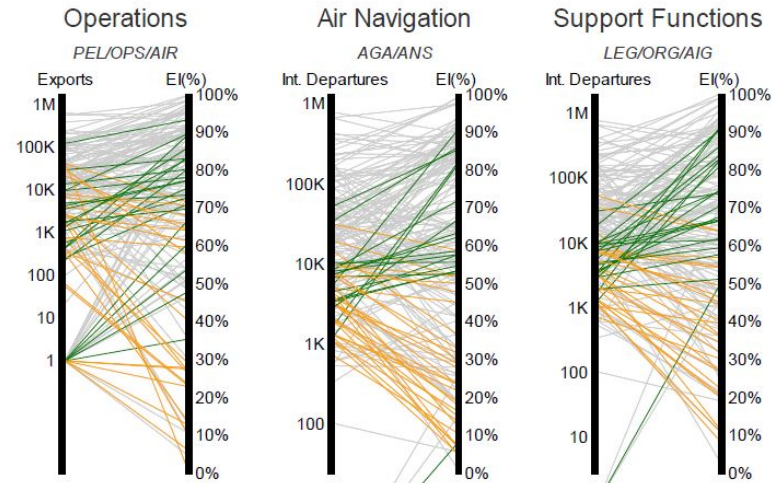 Operations
PEL/OPS/AIR
Exports EI(%)
1M
100K
10K
1K
100
10
1
100%
90%
80%
70%
60%
50%
40%
30%
20%
10%
0%
Air Navigation
AGA/ANS
Int. Departures EI(%)
1M
100K
10K
1K
100
100%
90%
80%
70%
60%
50%
40%
30%
20%
10%
0%
Support Functions
LEG/ORG/AIG
Int. Departures EI(%)
1M
100K
10K
1K
100
10
100%
90%
80%
70%
60%
50%
40%
30%
20%
10%
0%